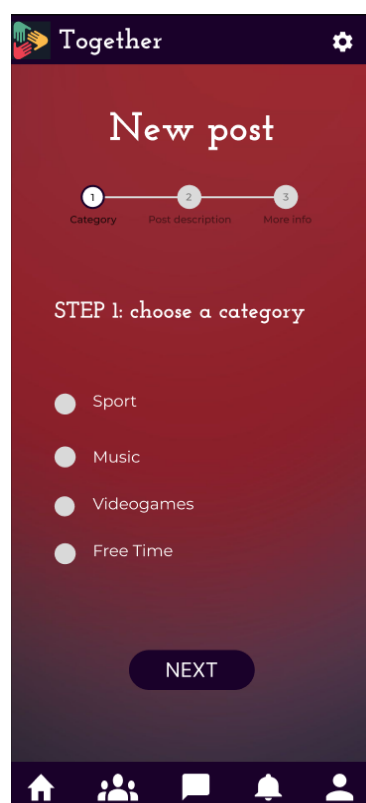 Together
New post
1 2 3
Category Post description More info
STEP 1: choose a category
Sport
Music
Videogames
Free Time
NEXT